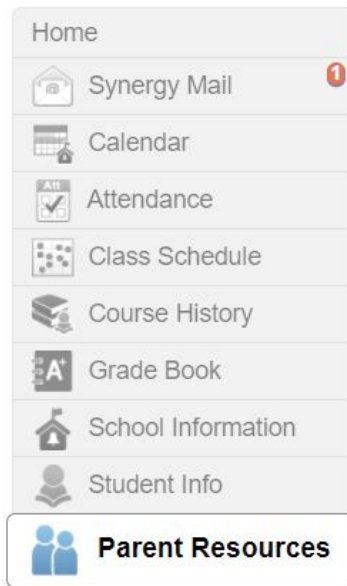 Home
Synergy Mail 1
Calendar
Att
Attendance
Class Schedule
Course History
A+ Grade Book
School Information
Student Info
Parent Resources